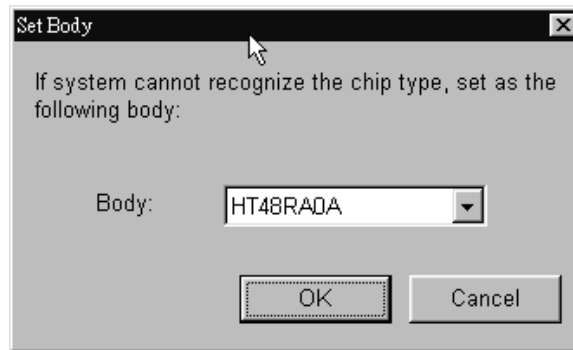 Set Body
If system cannot recognize the chip type, set as the
following body:
Body: HT48RA0A
OK Cancel